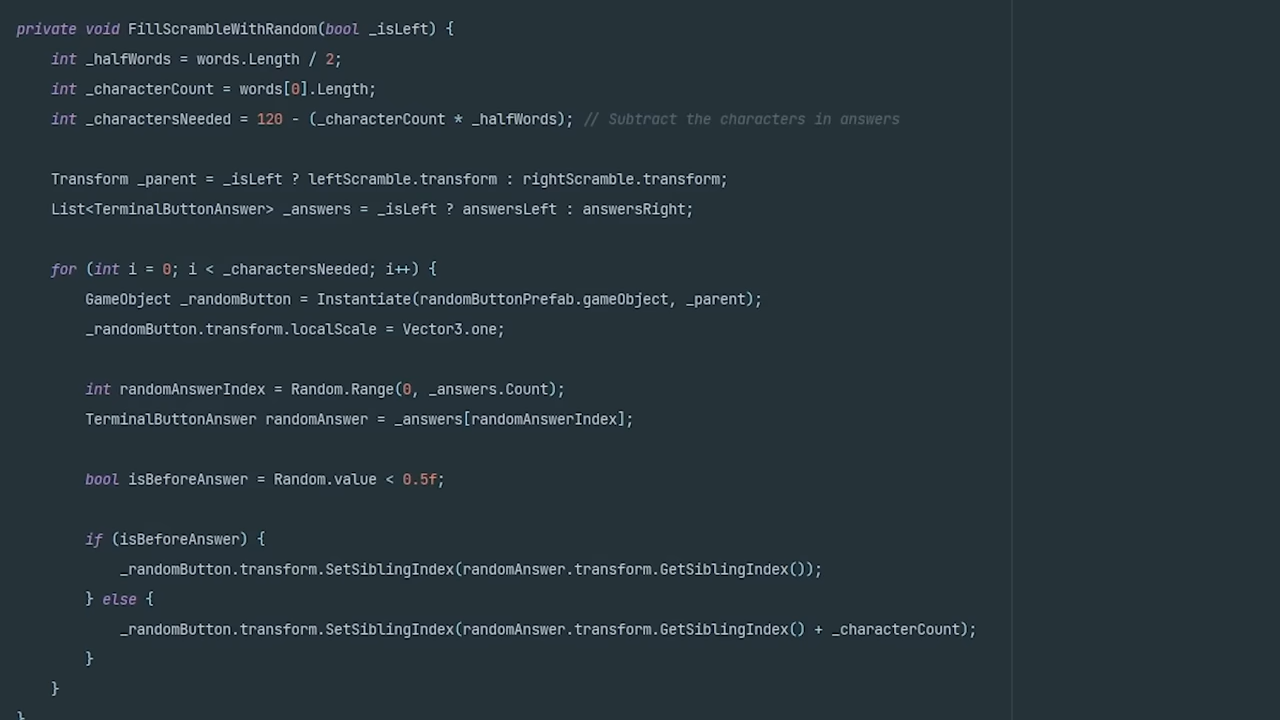 private void FillScrambleWithRandom(bool _isLeft) {
    int _halfWords = words.Length / 2;
    int _characterCount = words[0].Length;
    int _charactersNeeded = 120 - (_characterCount * _halfWords); // Subtract the characters in answers
    Transform _parent = _isLeft ? leftScramble.transform : rightScramble.transform;
    List<TerminalButtonAnswer> _answers = _isLeft ? answersLeft : answersRight;
    for (int i = 0; i < _charactersNeeded; i++) {
        GameObject _randomButton = Instantiate(randomButtonPrefab.gameObject, _parent);
        _randomButton.transform.localScale = Vector3.one;
        int randomAnswerIndex = Random.Range(0, _answers.Count);
        TerminalButtonAnswer randomAnswer = _answers[randomAnswerIndex];
        bool isBeforeAnswer = Random.value < 0.5f;
        if (isBeforeAnswer) {
            _randomButton.transform.SetSiblingIndex(randomAnswer.transform.GetSiblingIndex());
        } else {
            _randomButton.transform.SetSiblingIndex(randomAnswer.transform.GetSiblingIndex() + _characterCount);
        }
    }
}